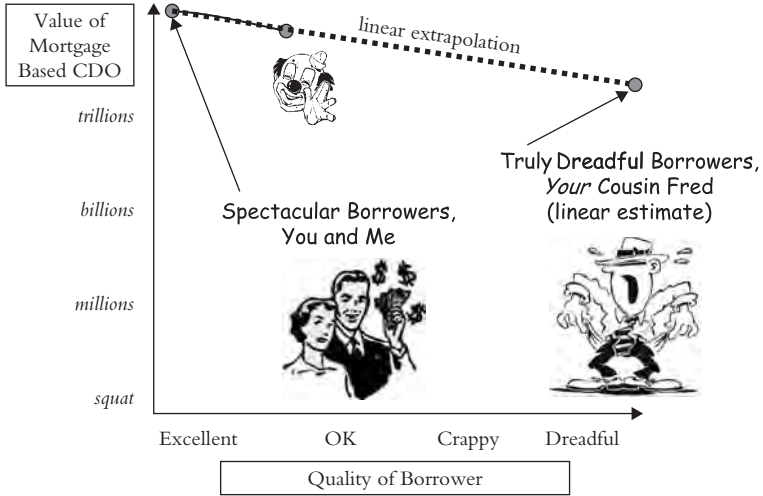 Value of
Mortgage
Based CDO
linear extrapolation
trillions
Truly Dreadful Borrowers,
Your Cousin Fred
(linear estimate)
billions
Spectacular Borrowers,
You and Me
$ $
$
millions
squat
Excellent OK Crappy Dreadful
Quality of Borrower